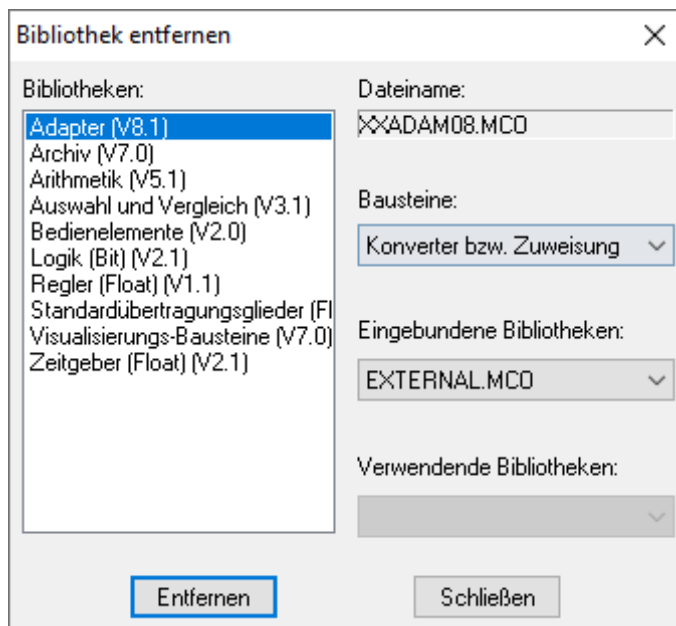 Bibliothek entfernen
Bibliotheken:
Adapter (V8.1)
Archiv (V7.0)
Arithmetik (V5.1)
Auswahl und Vergleich (V3.1)
Bedienelemente (V2.0)
Logik (Bit) (V2.1)
Regler (Float) (V1.1)
Standardübertragungsglieder (Fl
Visualisierungs-Bausteine (V7.0)
Zeitgeber (Float) (V2.1)
Dateiname:
XXADAM08.MCO
Bausteine:
Konverter bzw. Zuweisung
Eingebundene Bibliotheken:
EXTERNAL.MCO
Verwendende Bibliotheken:
Entfernen
Schließen